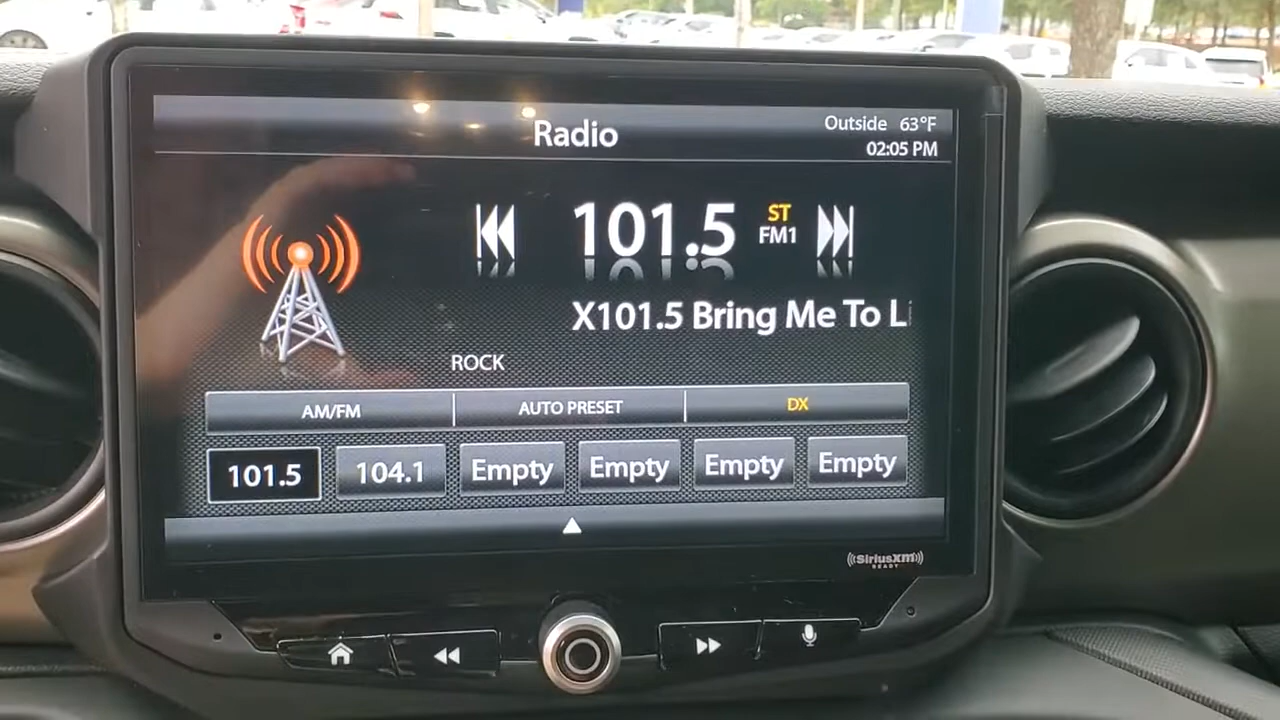 Radio
Outside 63°F
02:05 PM
101.5
ST
FM1
X101.5 Bring Me To Li
ROCK
AM/FM
AUTO PRESET
DX
101.5
104.1
Empty
Empty
Empty
Empty
SiriusXM
READY